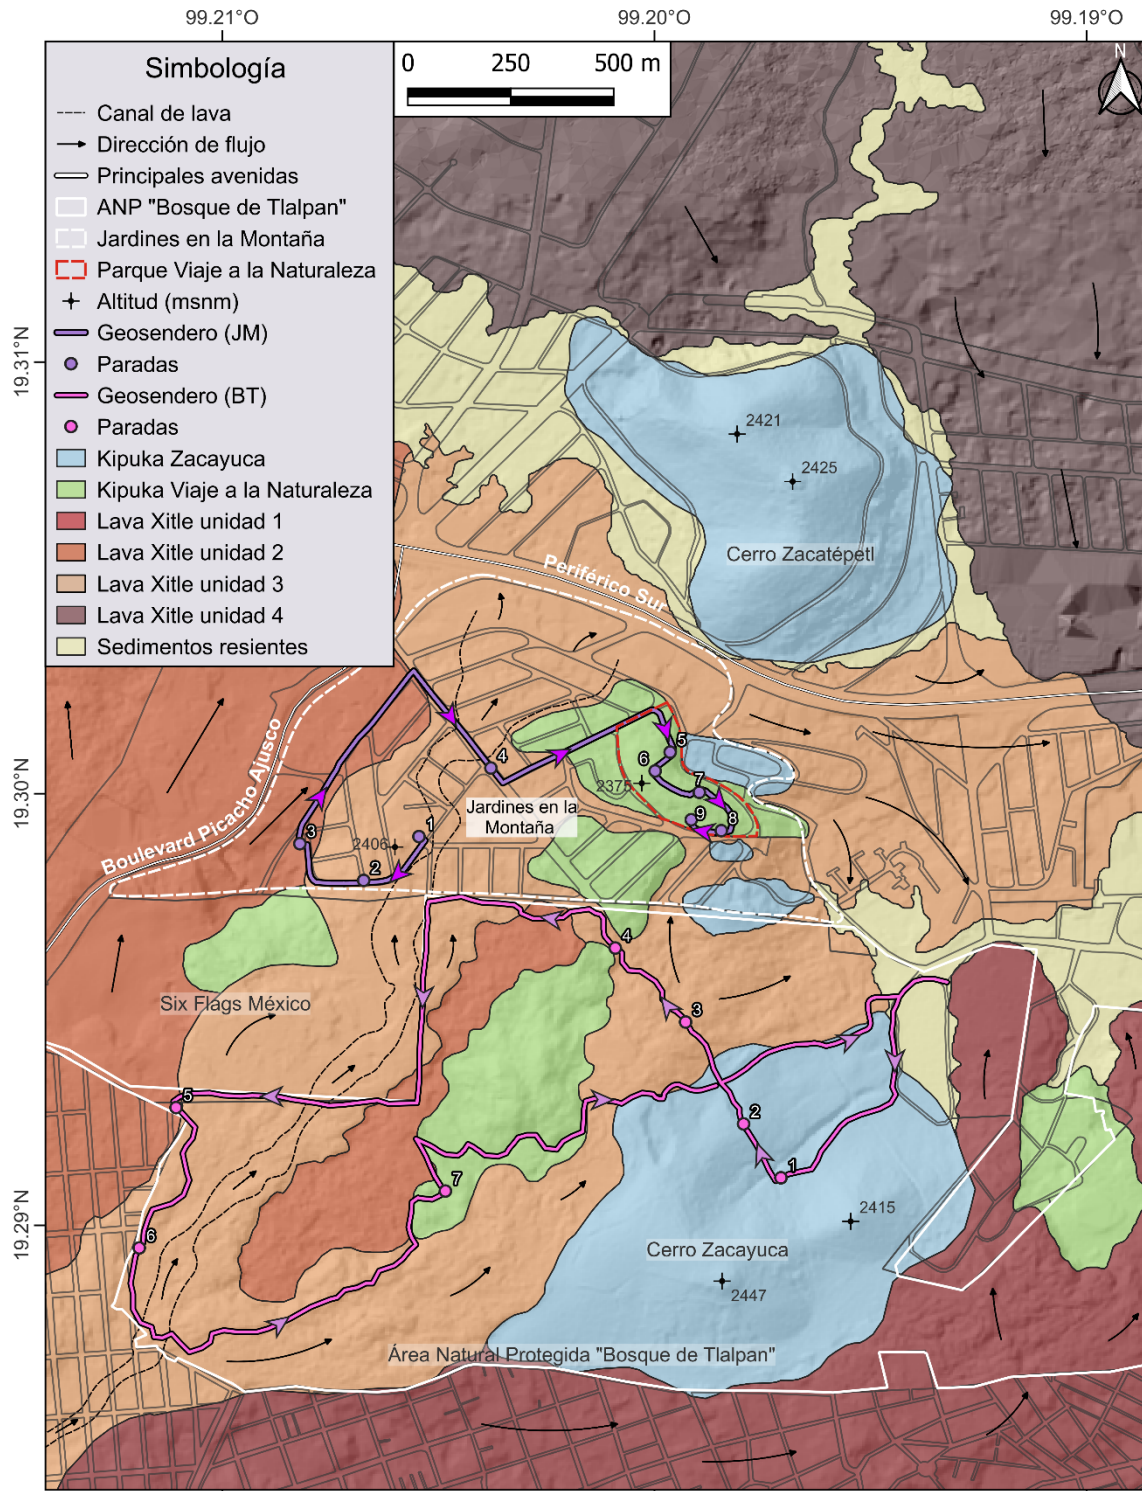 99.21°O
99.20°O
99.19°O
Simbología
Canal de lava
Dirección de flujo
Principales avenidas
ANP "Bosque de Tlalpan"
Jardines en la Montaña
Parque Viaje a la Naturaleza
Altitud (msnm)
Geosendero (JM)
Paradas
Geosendero (BT)
Paradas
Kipuka Zacayuca
Kipuka Viaje a la Naturaleza
Lava Xitle unidad 1
Lava Xitle unidad 2
Lava Xitle unidad 3
Lava Xitle unidad 4
Sedimentos resientes
0 250 500 m
N
19.31°N
2421
2425
Cerro Zacatépetl
Periférico Sur
Boulevard Picacho Ajusco
19.30°N
4
5
6
7
2375
9
8
Jardines en la
Montaña
1
3
2406
2
4
Six Flags México
3
5
2
7
1
6
2415
19.29°N
Cerro Zacayuca
2447
Área Natural Protegida "Bosque de Tlalpan"